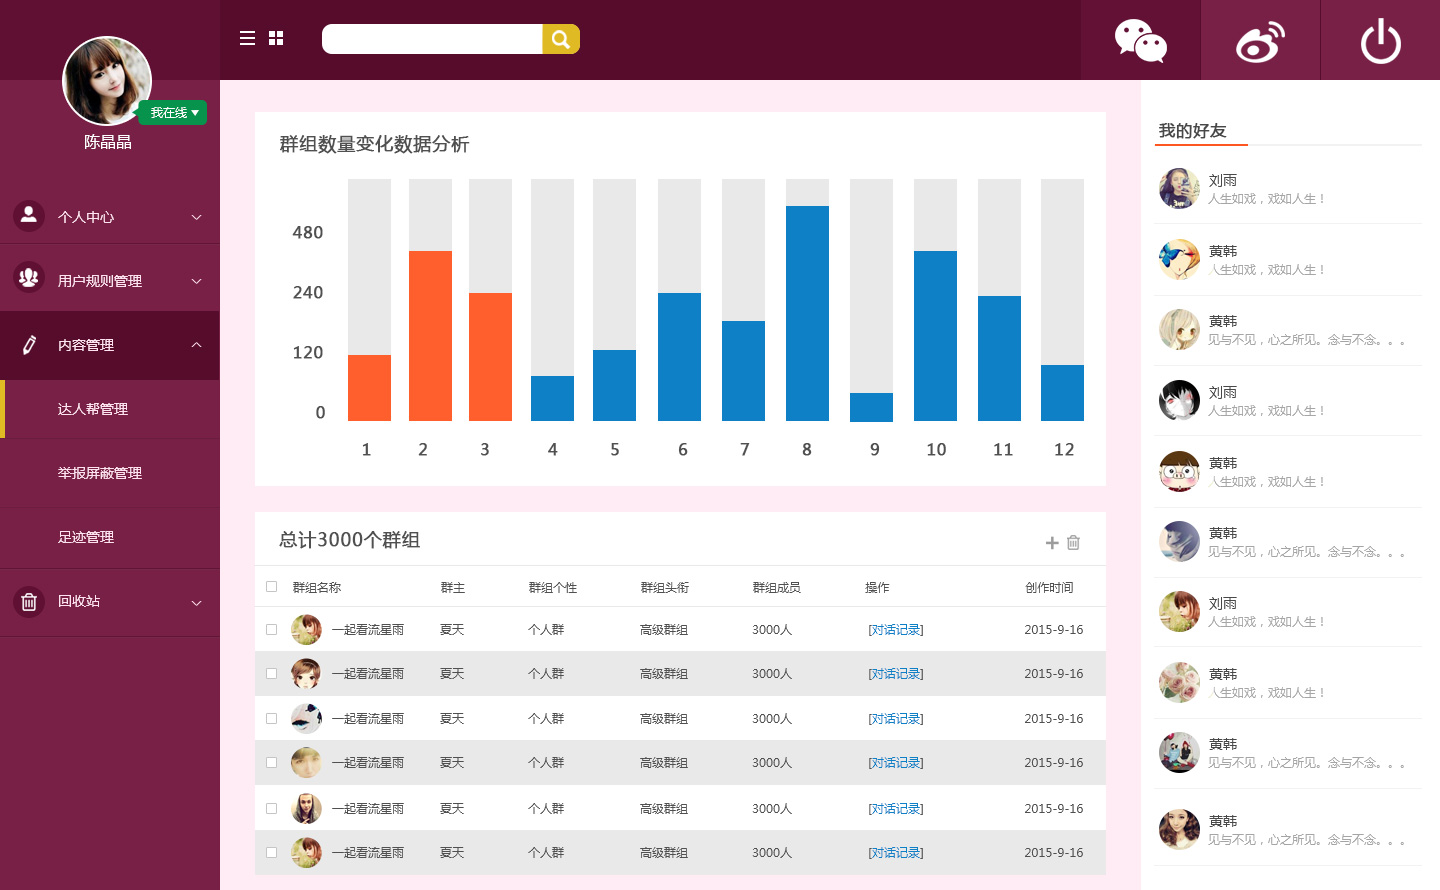 我在线
陈晶晶
个人中心
用户规则管理
内容管理
达人帮管理
举报屏蔽管理
足迹管理
回收站
群组数量变化数据分析
480
240
120
0
1 2 3 4 5 6 7 8 9 10 11 12
总计3000个群组
群组名称 群主 群组个性 群组头衔 群组成员 操作 创作时间
一起看流星雨 夏天 个人群 高级群组 3000人 [对话记录] 2015-9-16
一起看流星雨 夏天 个人群 高级群组 3000人 [对话记录] 2015-9-16
一起看流星雨 夏天 个人群 高级群组 3000人 [对话记录] 2015-9-16
一起看流星雨 夏天 个人群 高级群组 3000人 [对话记录] 2015-9-16
一起看流星雨 夏天 个人群 高级群组 3000人 [对话记录] 2015-9-16
一起看流星雨 夏天 个人群 高级群组 3000人 [对话记录] 2015-9-16
我的好友
刘雨
人生如戏，戏如人生！
黄韩
人生如戏，戏如人生！
黄韩
见与不见，心之所见。念与不念。。。
刘雨
人生如戏，戏如人生！
黄韩
人生如戏，戏如人生！
黄韩
见与不见，心之所见。念与不念。。。
刘雨
人生如戏，戏如人生！
黄韩
人生如戏，戏如人生！
黄韩
见与不见，心之所见。念与不念。。。
黄韩
见与不见，心之所见。念与不念。。。